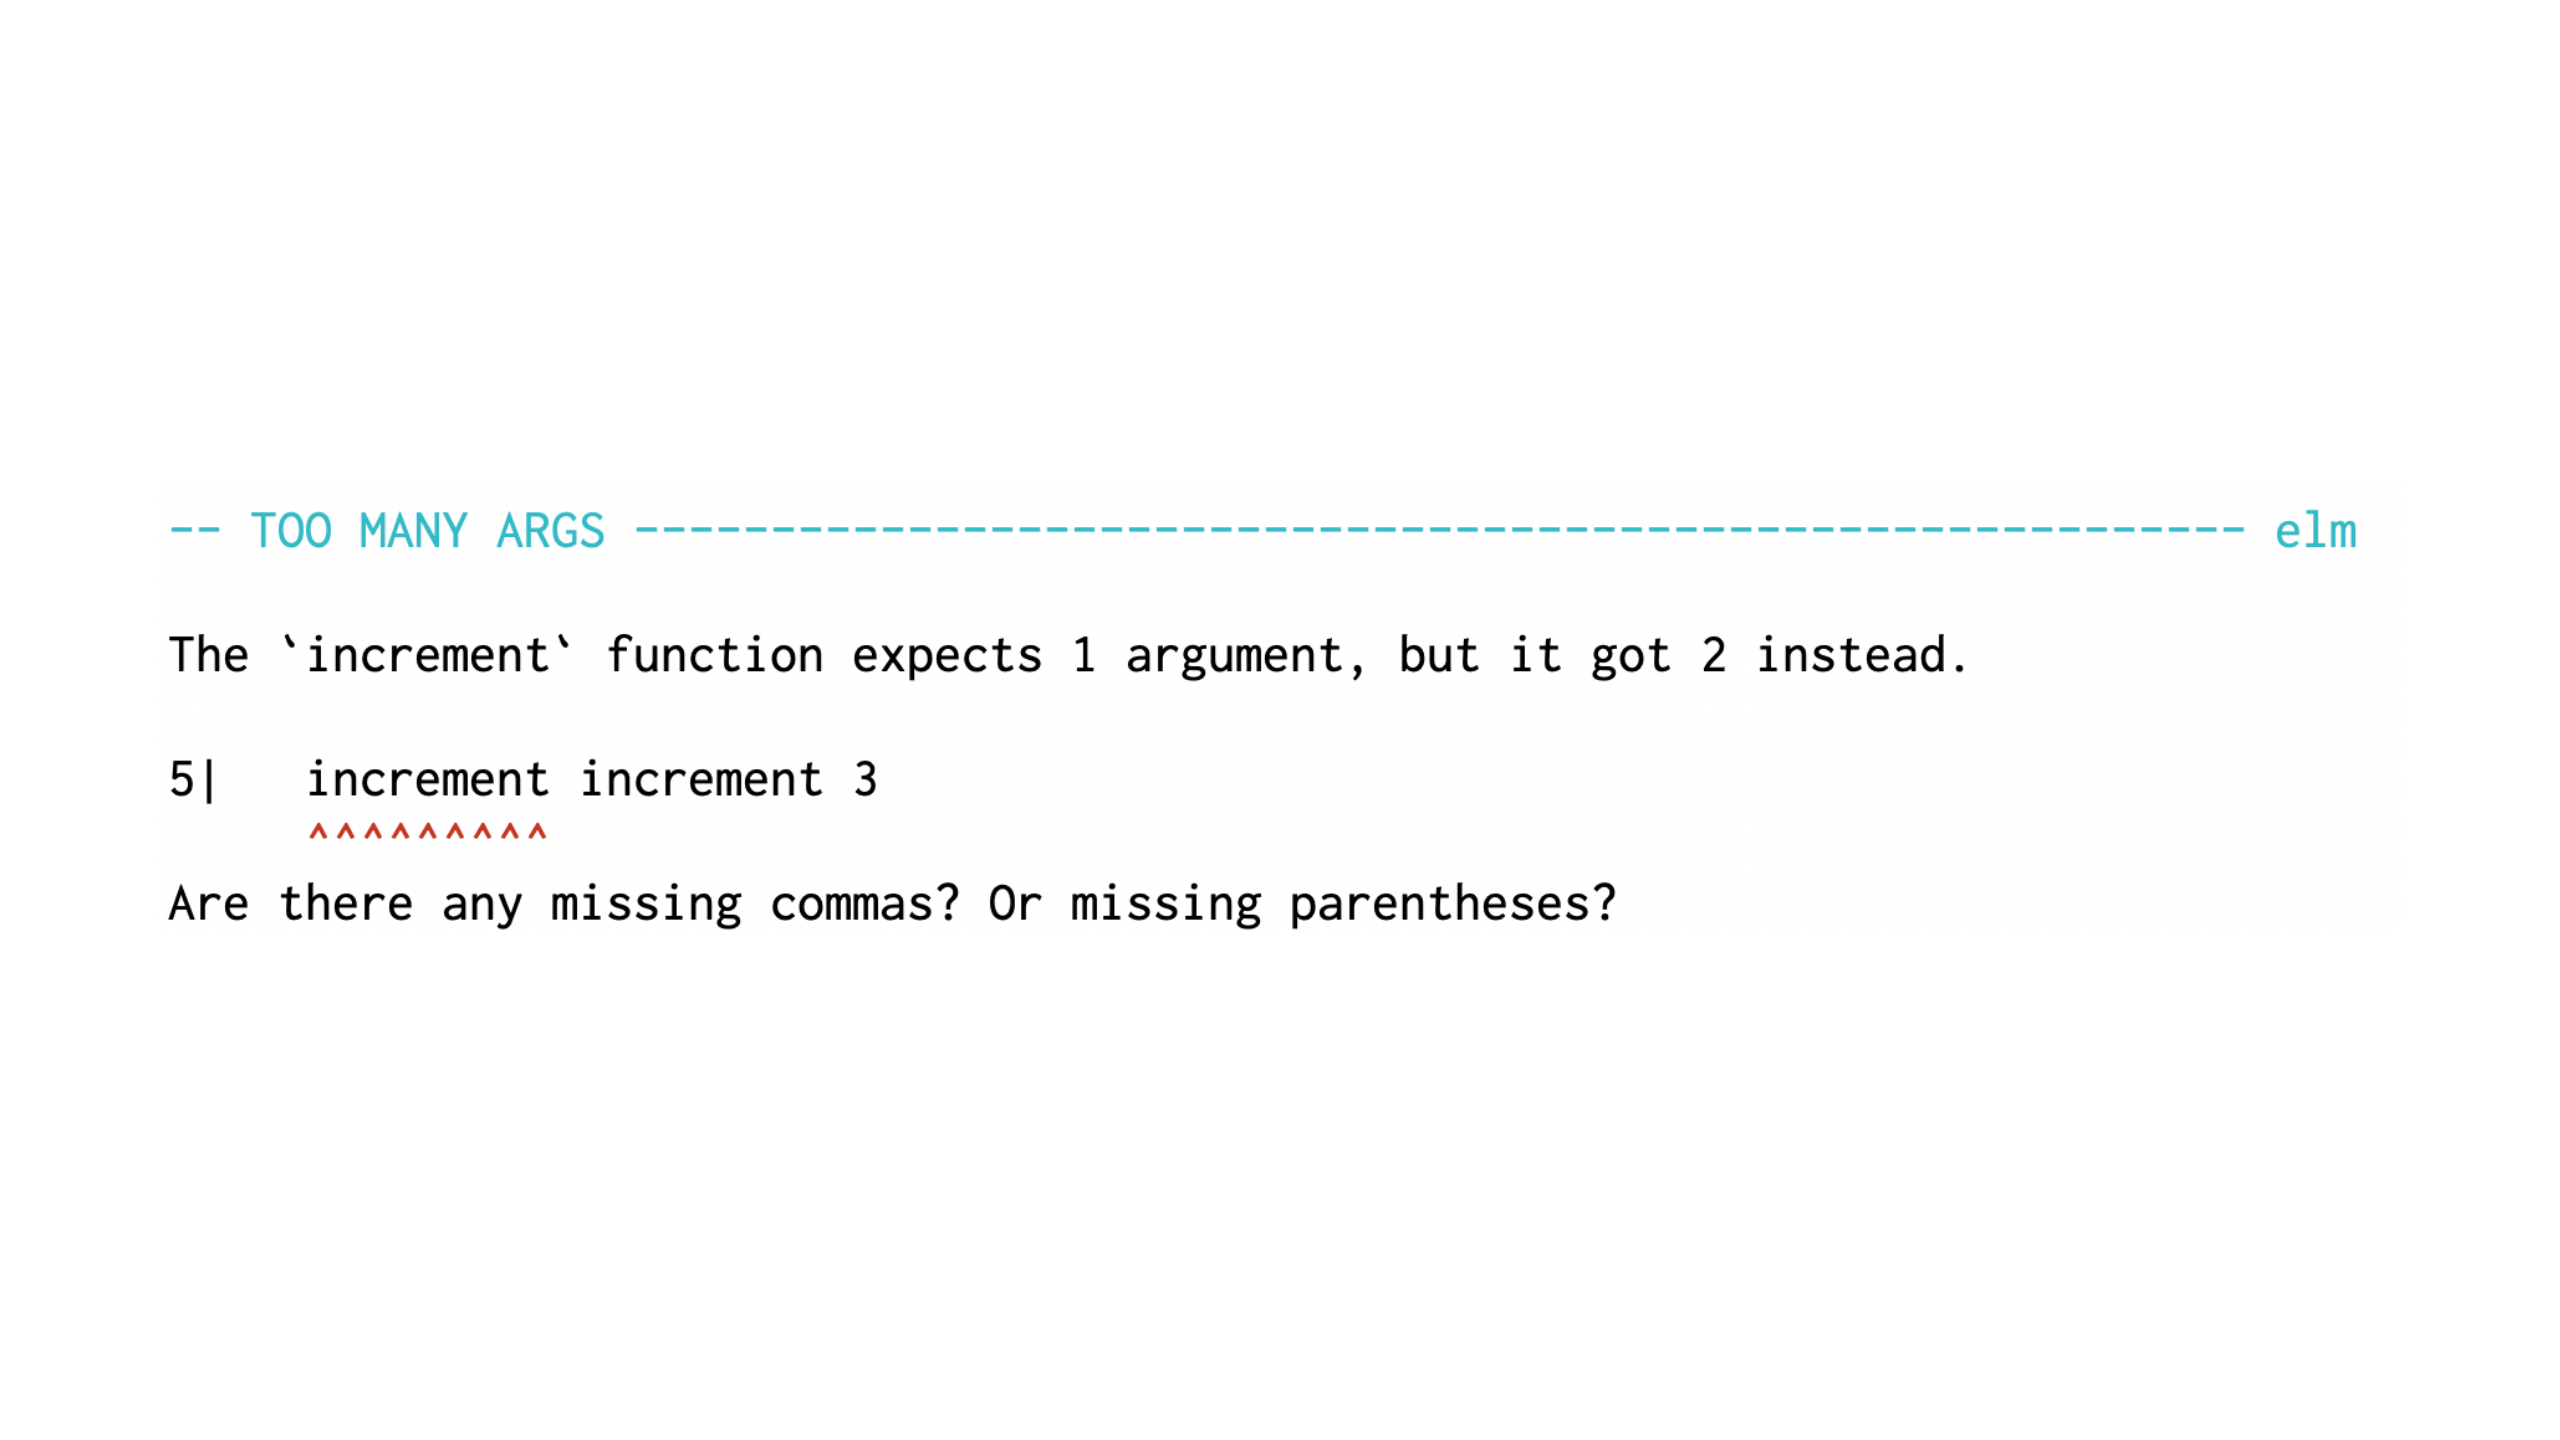 -- TOO MANY ARGS ----------------------------------------------------------- elm
The `increment` function expects 1 argument, but it got 2 instead.
5|   increment increment 3
     ^^^^^^^^^
Are there any missing commas? Or missing parentheses?